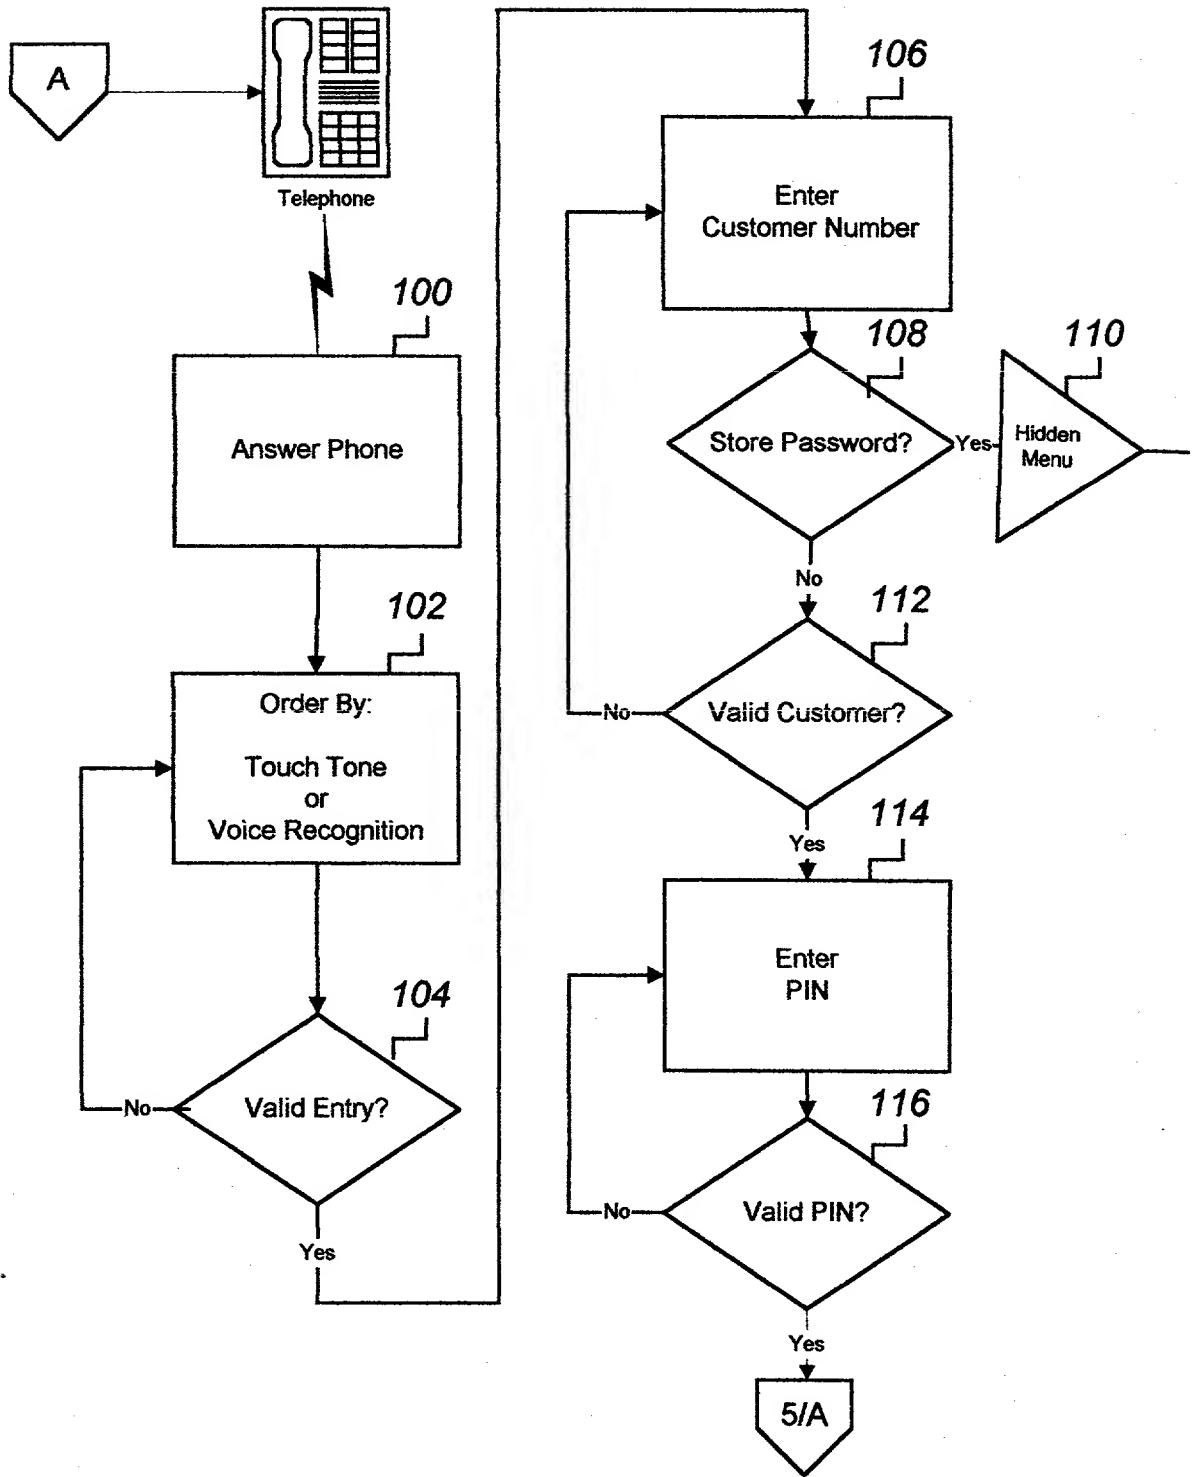 A
Telephone
100
Answer Phone
102
Order By:
Touch Tone
or
Voice Recognition
104
Valid Entry?
No
Yes
106
Enter
Customer Number
108
Store Password?
Yes
110
Hidden
Menu
No
112
Valid Customer?
No
Yes
114
Enter
PIN
116
Valid PIN?
No
Yes
5/A